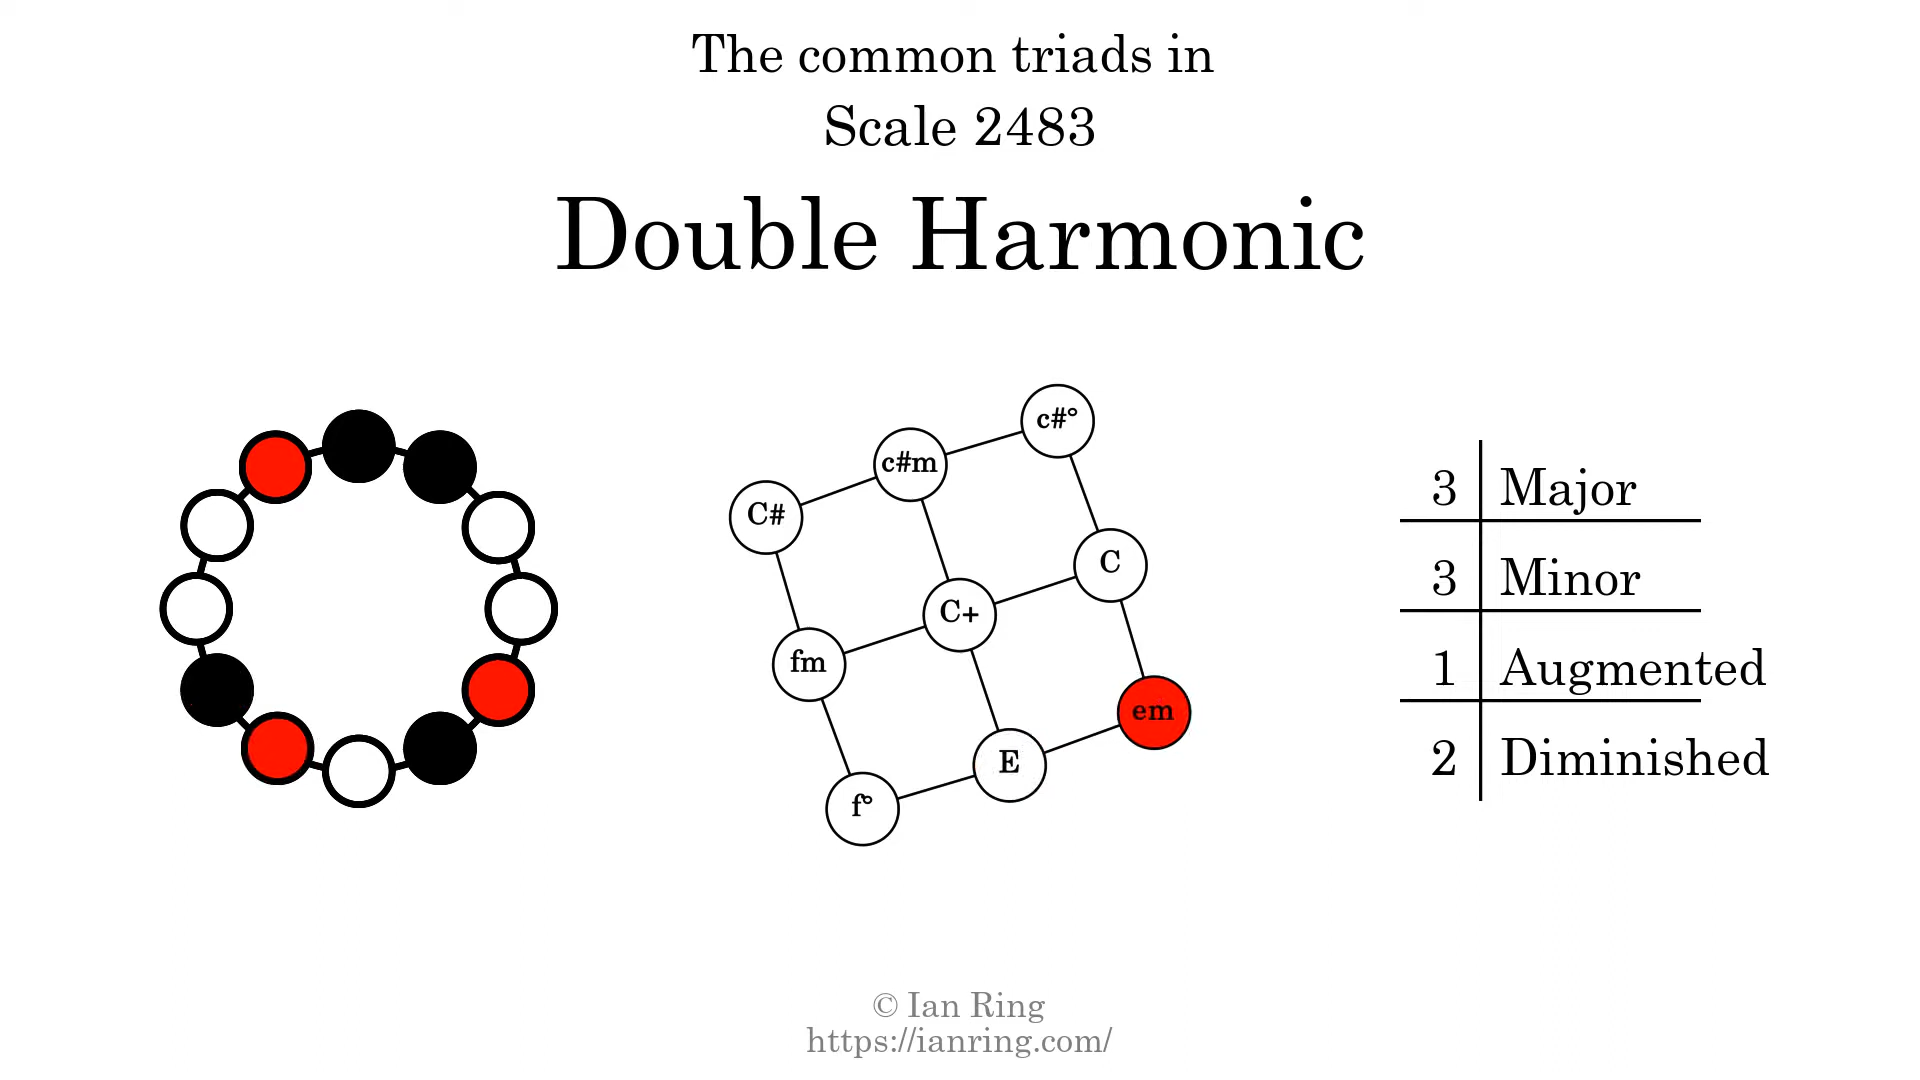 The common triads in
Scale 2483
Double Harmonic
c#°
c#m
C#
C
C+
fm
em
E
f°
3 Major
3 Minor
1 Augmented
2 Diminished
© Ian Ring
https://ianring.com/